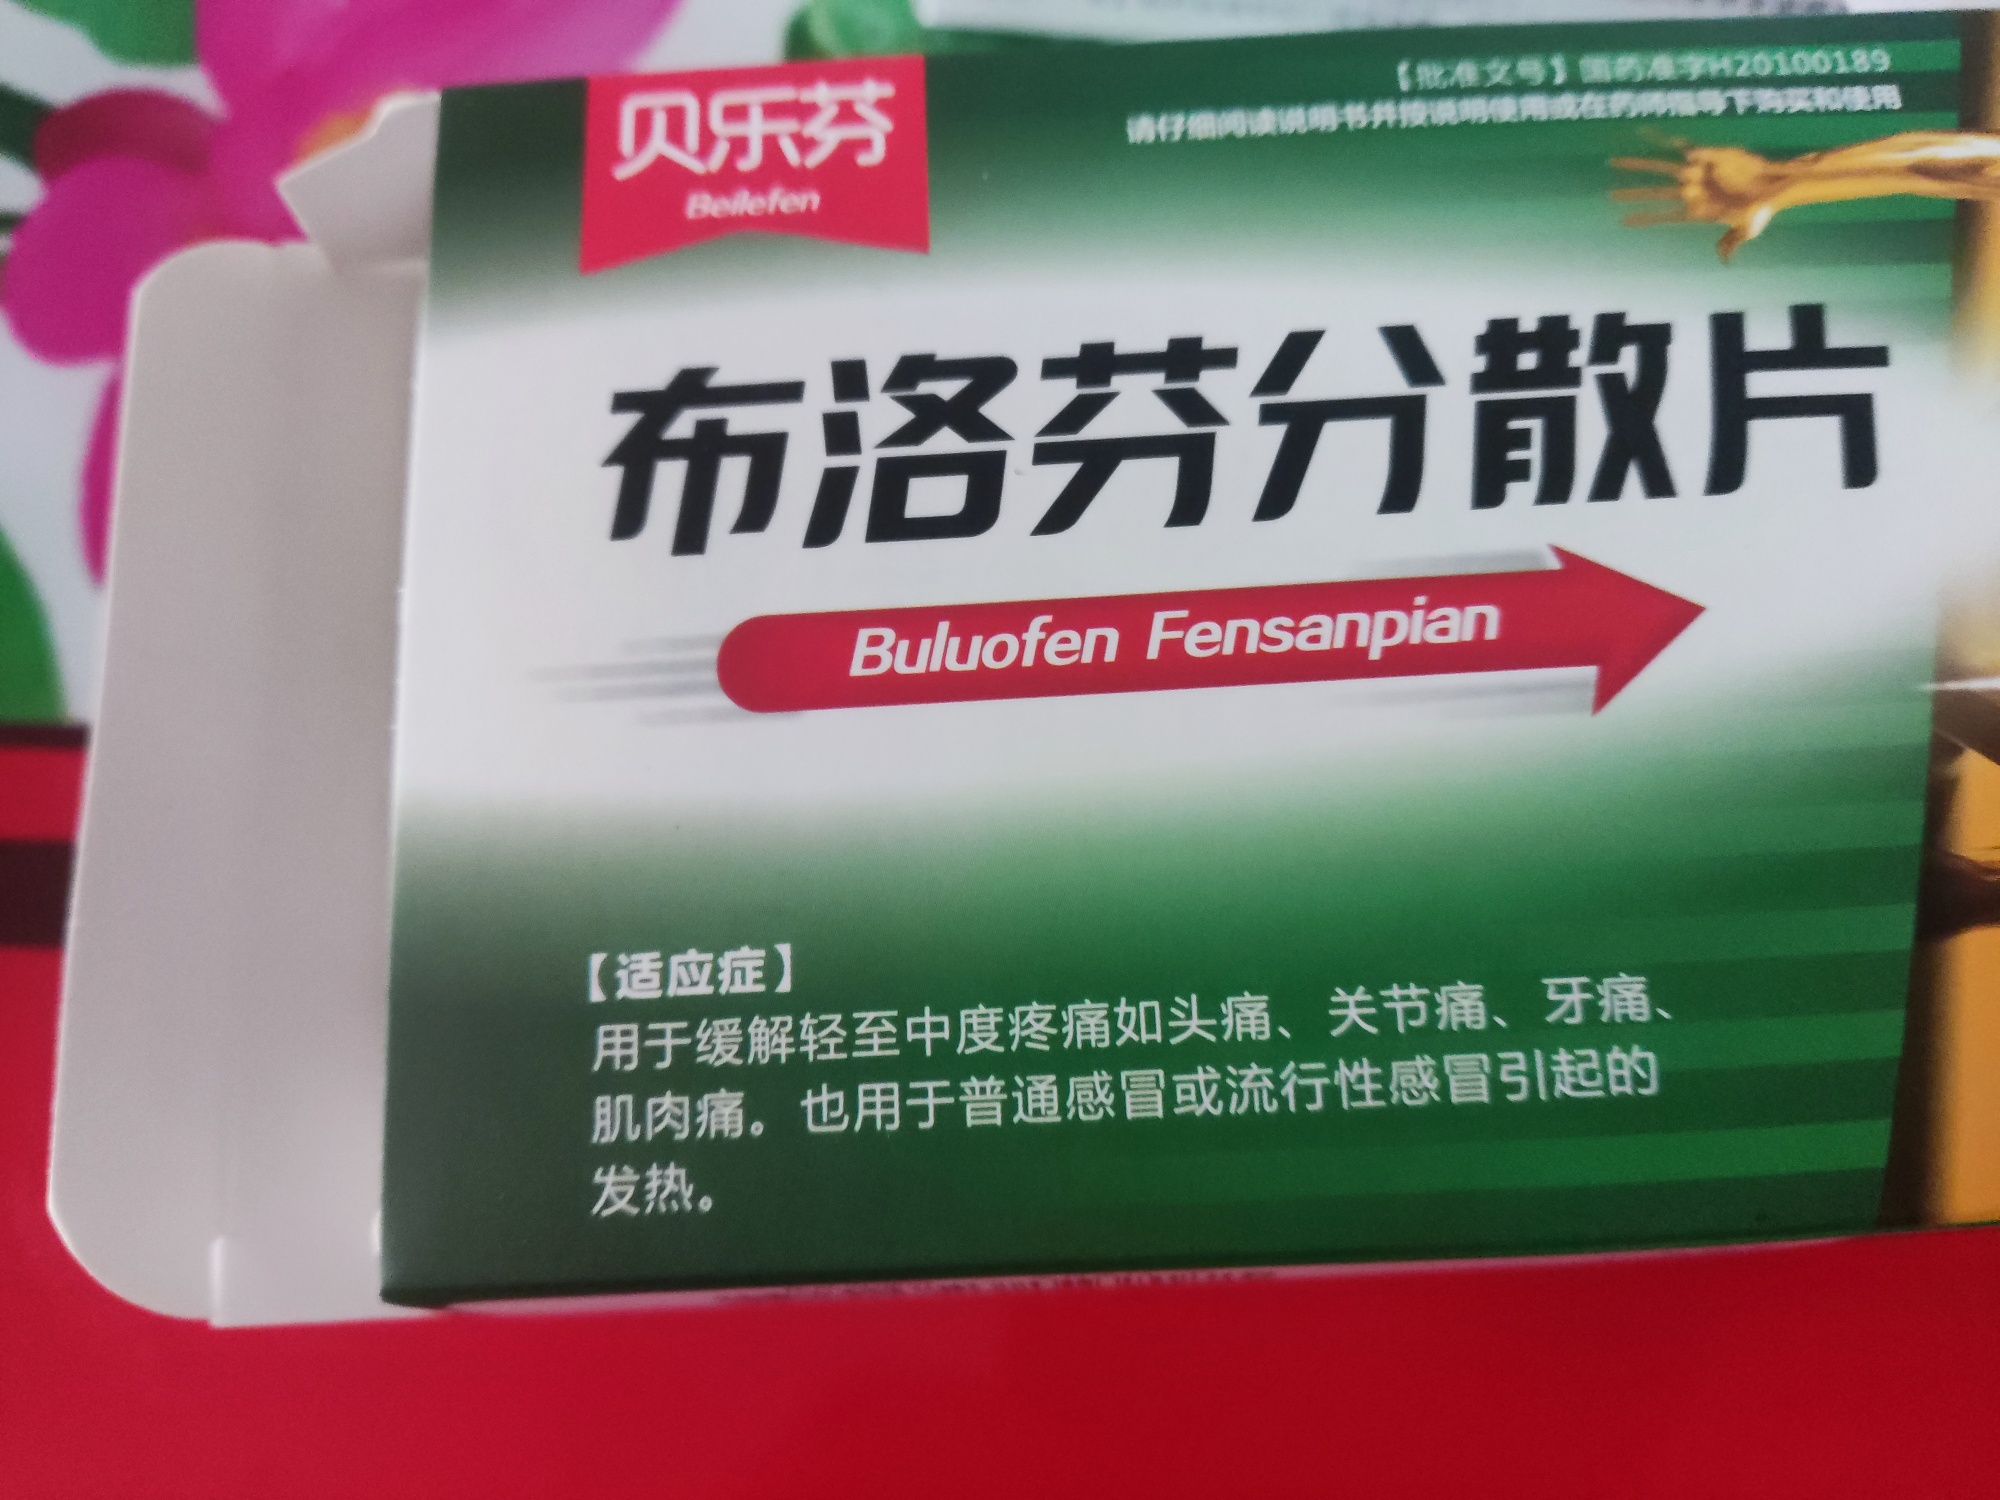 贝乐芬
Beilefen
【批准文号】国药准字H20100189
请仔细阅读说明书并按说明使用或在药师指导下购买和使用
布洛芬分散片
Buluofen Fensanpian
【适应症】
用于缓解轻至中度疼痛如头痛、关节痛、牙痛、
肌肉痛。也用于普通感冒或流行性感冒引起的
发热。